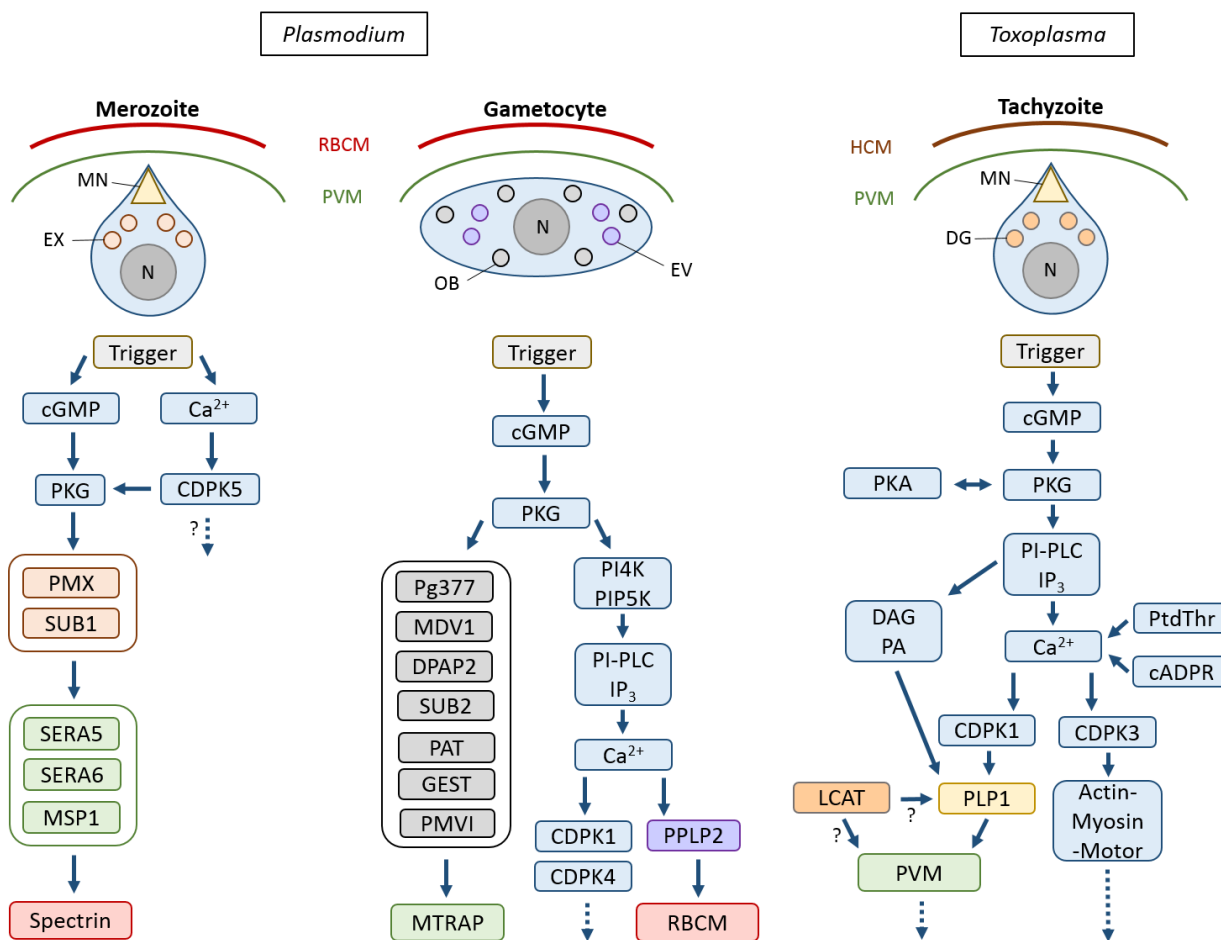 Plasmodium
Toxoplasma
Merozoite
Gametocyte
Tachyzoite
RBCM
HCM
MN
PVM
MN
PVM
EX
N
N
OB
EV
DG
N
Trigger
cGMP
Ca2+
PKG
CDPK5
?
PMX
SUB1
SERA5
SERA6
MSP1
Spectrin
Trigger
cGMP
PKG
Pg377
MDV1
DPAP2
SUB2
PAT
GEST
PMVI
MTRAP
PI4K
PIP5K
PI-PLC
IP3
Ca2+
CDPK1
CDPK4
PPLP2
RBCM
Trigger
cGMP
PKA
PKG
PI-PLC
IP3
DAG
PA
Ca2+
PtdThr
cADPR
CDPK1
CDPK3
LCAT
?
PLP1
?
Actin-
Myosin
-Motor
PVM